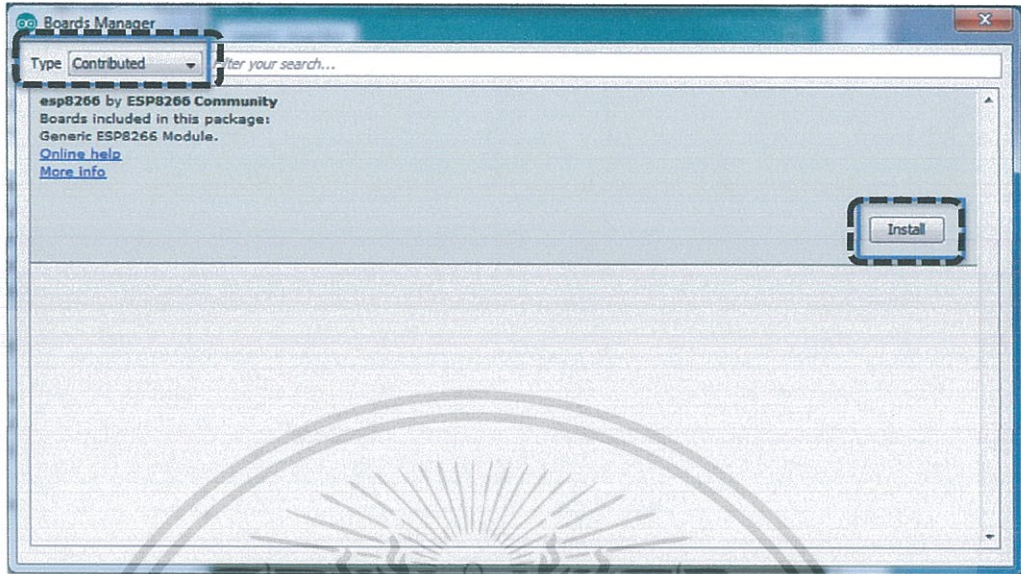 Boards Manager
Type Contributed
Filter your search...
esp8266 by ESP8266 Community
Boards included in this package:
Generic ESP8266 Module.
Online help
More info
Install